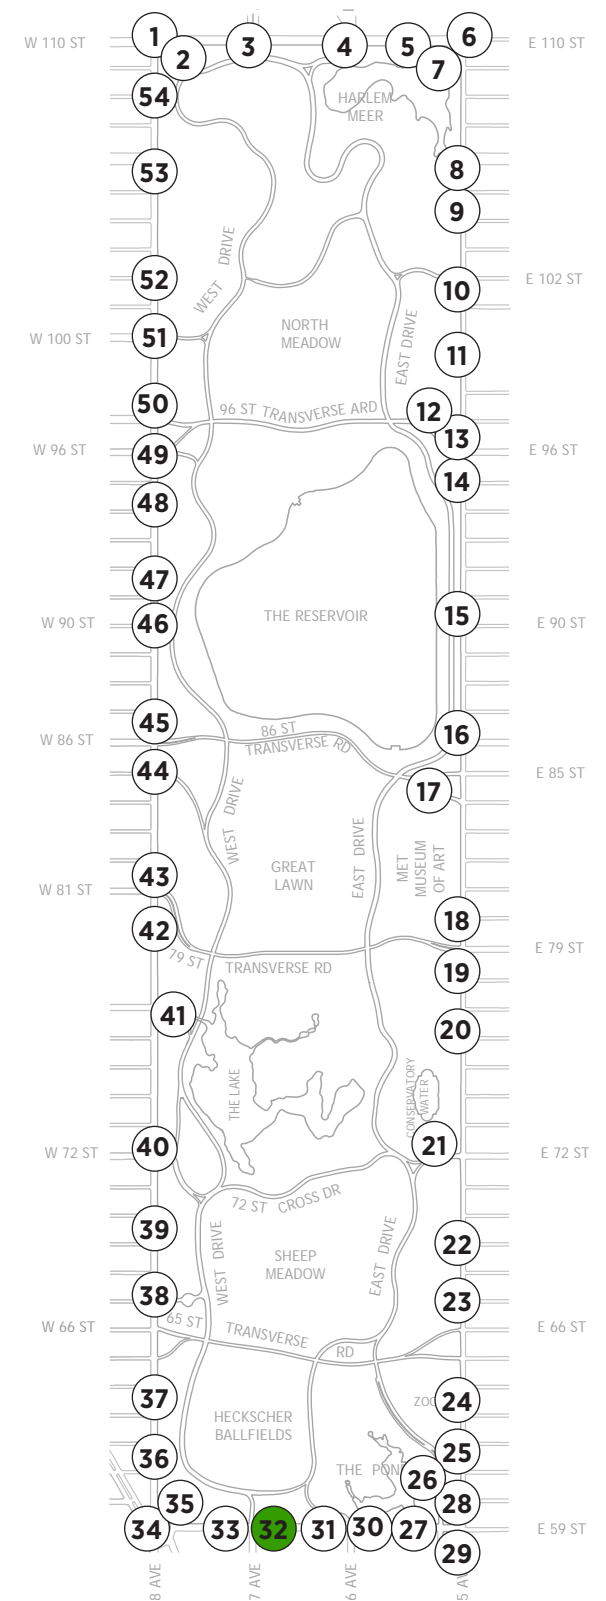 1
2
3
4
5
6
7
W 110 ST
E 110 ST
54
HARLEM
MEER
53
8
9
WEST DRIVE
52
10
E 102 ST
NORTH
MEADOW
EAST DRIVE
W 100 ST
51
11
50
96 ST TRANSVERSE ARD
12
13
W 96 ST
49
E 96 ST
14
48
47
THE RESERVOIR
15
W 90 ST
46
E 90 ST
45
86 ST
TRANSVERSE RD
16
W 86 ST
44
E 85 ST
17
WEST DRIVE
EAST DRIVE
MET
MUSEUM
OF ART
GREAT
LAWN
43
W 81 ST
42
18
79 ST
TRANSVERSE RD
E 79 ST
19
41
20
THE LAKE
CONSERVATORY
WATER
40
21
W 72 ST
E 72 ST
72 ST CROSS DR
39
WEST DRIVE
SHEEP
MEADOW
EAST DRIVE
22
38
23
65 ST
TRANSVERSE
RD
W 66 ST
E 66 ST
37
HECKSCHER
BALLFIELDS
ZOO
24
36
THE POND
25
26
35
28
34
33
32
31
30
27
E 59 ST
29
8 AVE
7 AVE
6 AVE
5 AV